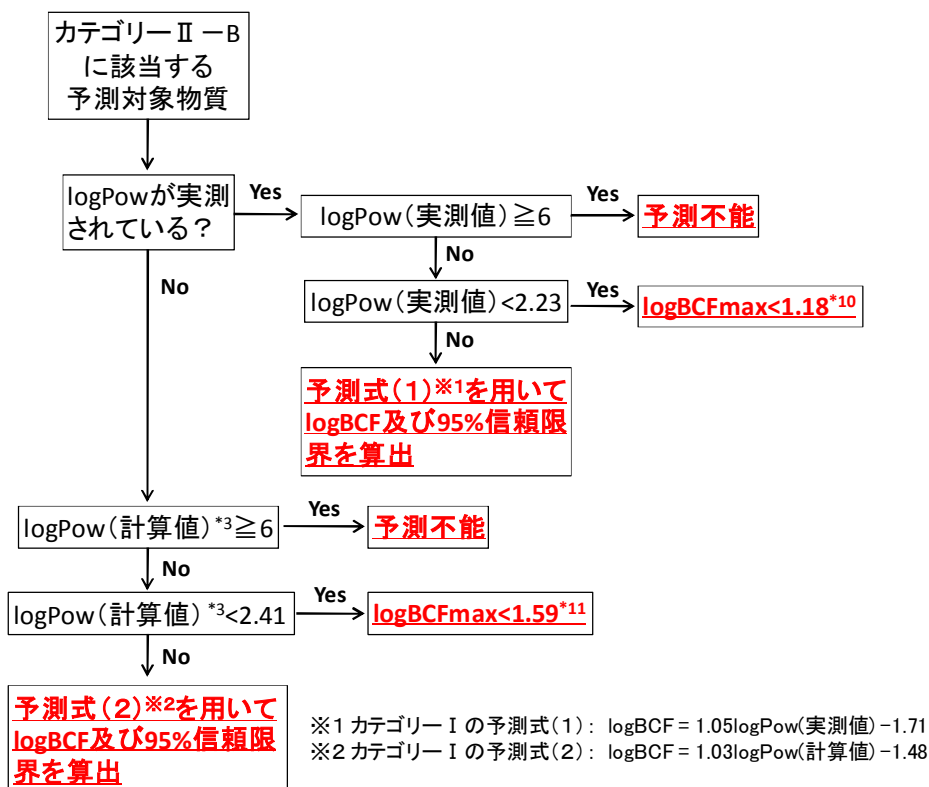 カテゴリーⅡ－B
に該当する
予測対象物質
logPowが実測
されている？
Yes
logPow（実測値）≧6
Yes
予測不能
No
No
logPow（実測値）<2.23
Yes
logBCFmax<1.18*10
No
予測式（1）※1を用いて
logBCF及び95%信頼限
界を算出
logPow（計算値）*3≧6
Yes
予測不能
No
logPow（計算値）*3<2.41
Yes
logBCFmax<1.59*11
No
予測式（2）※2を用いて
logBCF及び95%信頼限
界を算出
※1 カテゴリーⅠの予測式（1）： logBCF = 1.05logPow(実測値)−1.71
※2 カテゴリーⅠの予測式（2）： logBCF = 1.03logPow(計算値)−1.48